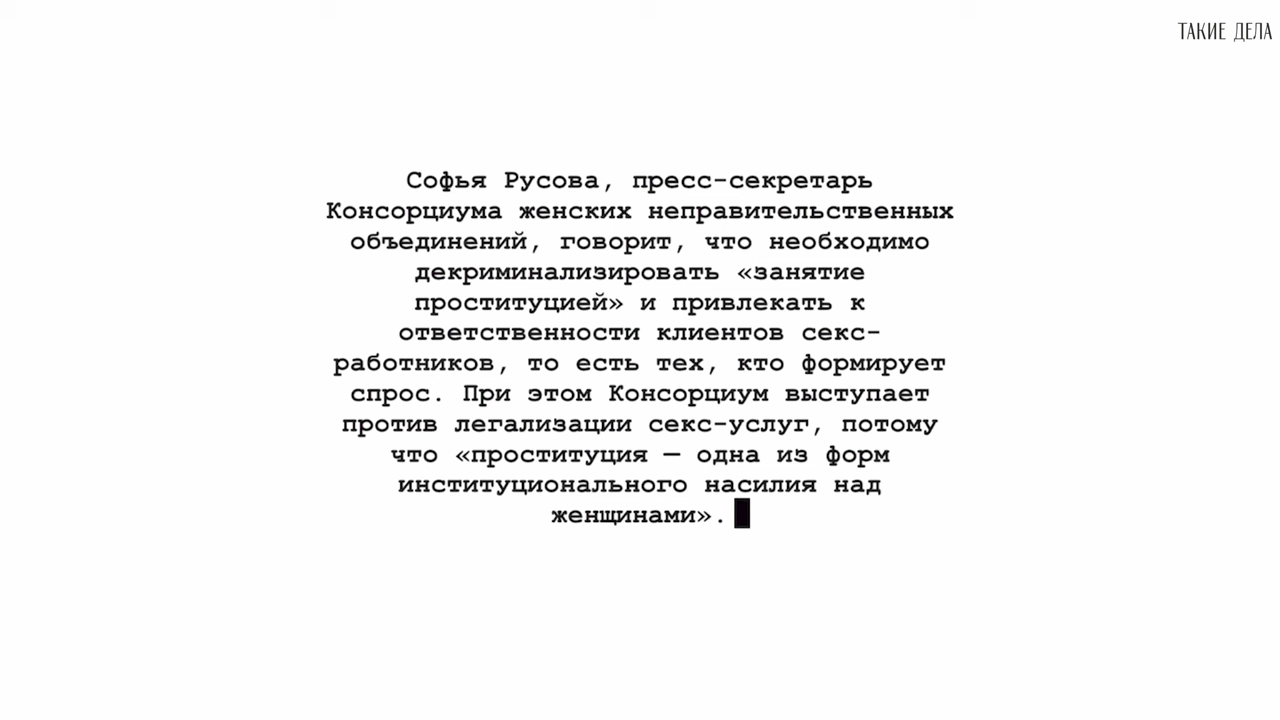 ТАКИЕ ДЕЛА
Софья Русова, пресс-секретарь
Консорциума женских неправительственных
объединений, говорит, что необходимо
декриминализировать «занятие
проституцией» и привлекать к
ответственности клиентов секс-
работников, то есть тех, кто формирует
спрос. При этом Консорциум выступает
против легализации секс-услуг, потому
что «проституция — одна из форм
институционального насилия над
женщинами».